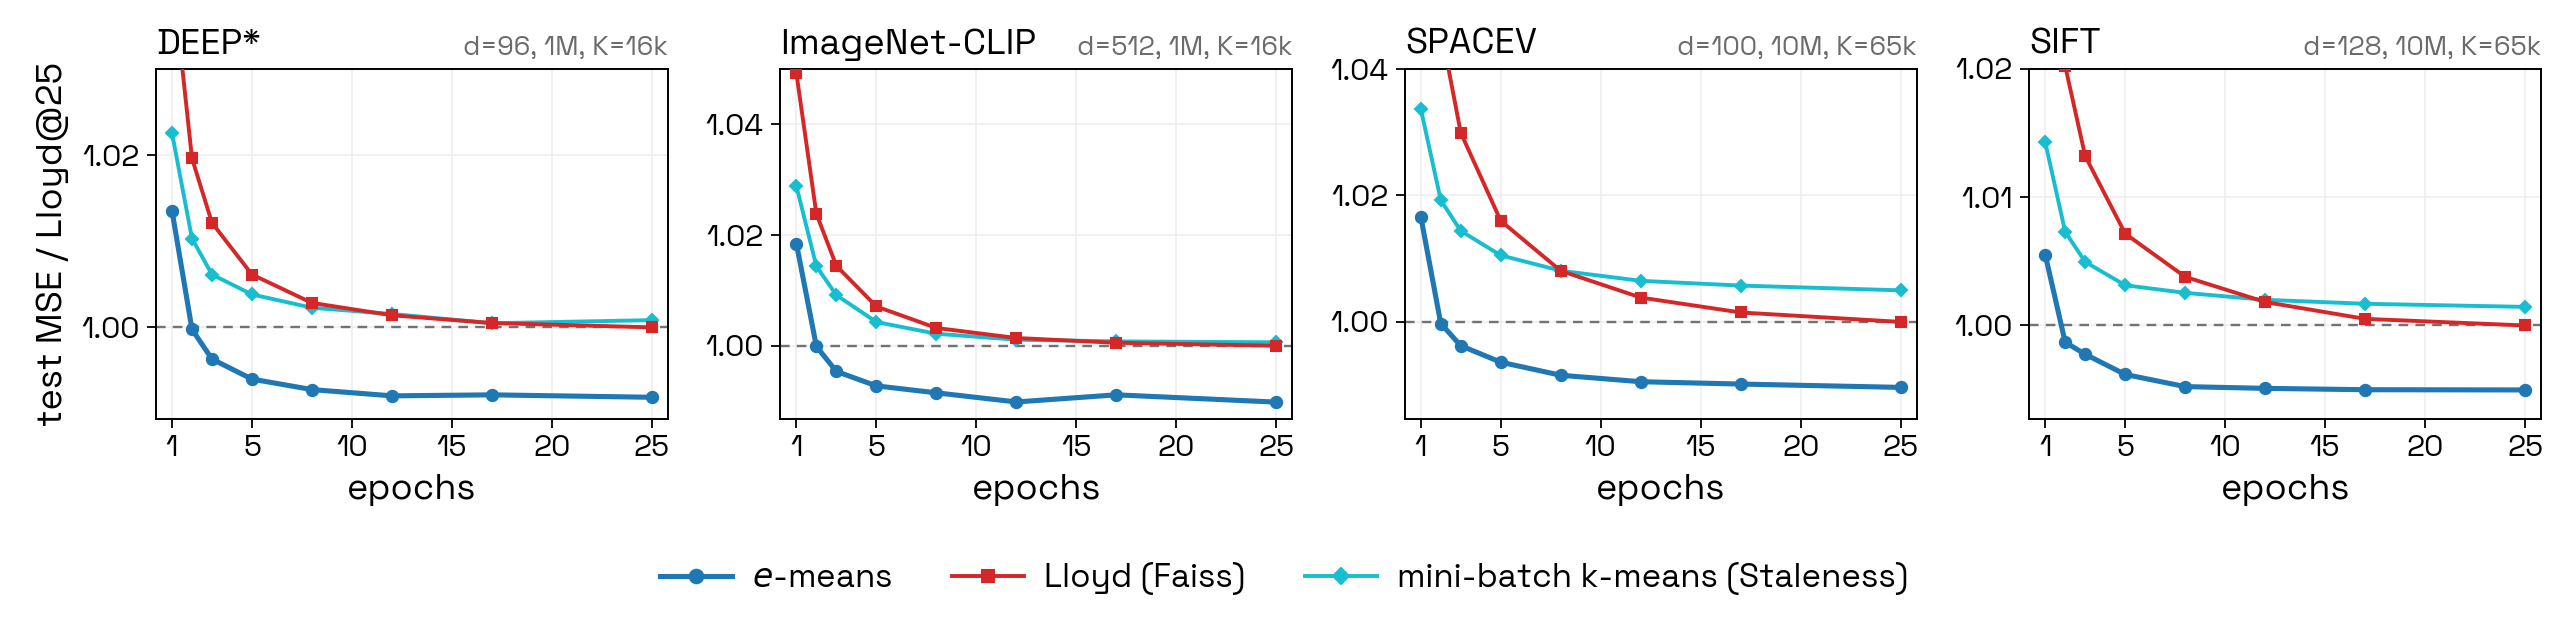 DEEP* d=96, 1M, K=16k
test MSE / Lloyd@25
1.02
1.00
1 5 10 15 20 25
epochs
ImageNet-CLIP d=512, 1M, K=16k
1.04
1.02
1.00
1 5 10 15 20 25
epochs
SPACEV d=100, 10M, K=65k
1.04
1.02
1.00
1 5 10 15 20 25
epochs
SIFT d=128, 10M, K=65k
1.02
1.01
1.00
1 5 10 15 20 25
epochs
e-means Lloyd (Faiss) mini-batch k-means (Staleness)